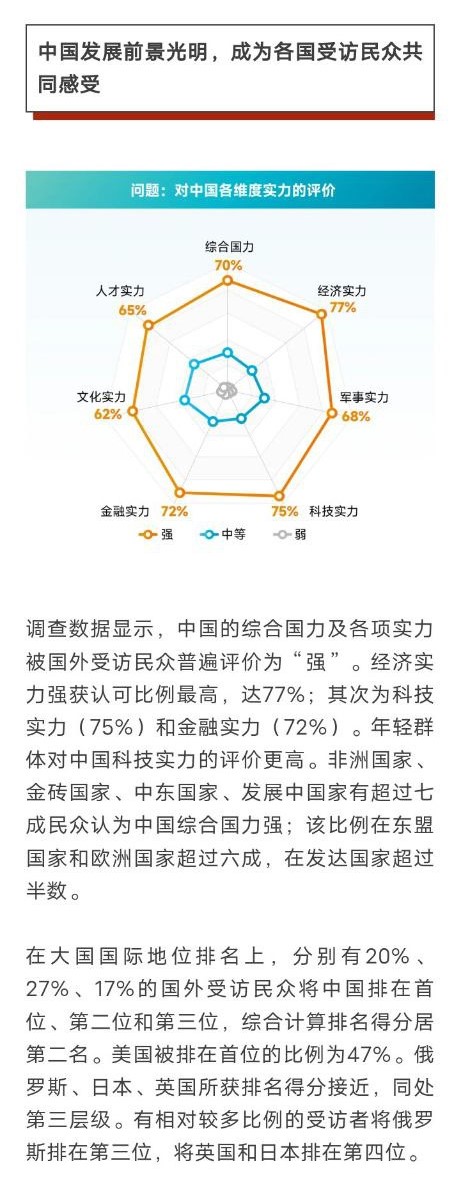 中国发展前景光明，成为各国受访民众共
同感受
问题：对中国各维度实力的评价
综合国力
70%
人才实力
65%
经济实力
77%
文化实力
62%
军事实力
68%
金融实力 72%
75% 科技实力
强 中等 弱
调查数据显示，中国的综合国力及各项实力
被国外受访民众普遍评价为“强”。经济实
力强获认可比例最高，达77%；其次为科技
实力（75%）和金融实力（72%）。年轻群
体对中国科技实力的评价更高。非洲国家、
金砖国家、中东国家、发展中国家有超过七
成民众认为中国综合国力强；该比例在东盟
国家和欧洲国家超过六成，在发达国家超过
半数。
在大国国际地位排名上，分别有20%、
27%、17%的国外受访民众将中国排在首
位、第二位和第三位，综合计算排名得分居
第二名。美国被排在首位的比例为47%。俄
罗斯、日本、英国所获排名得分接近，同处
第三层级。有相对较多比例的受访者将俄罗
斯排在第三位，将英国和日本排在第四位。